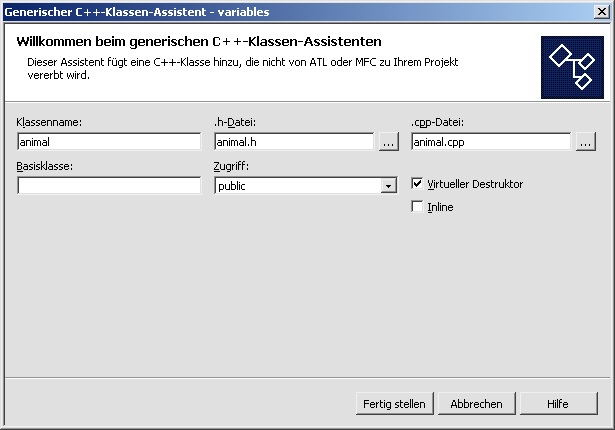 Generischer C++-Klassen-Assistent - variables
Willkommen beim generischen C++-Klassen-Assistenten
Dieser Assistent fügt eine C++-Klasse hinzu, die nicht von ATL oder MFC zu Ihrem Projekt
vererbt wird.
Klassenname: .h-Datei: .cpp-Datei:
animal animal.h ... animal.cpp ...
Basisklasse: Zugriff:
public Virtueller Destruktor
Inline
Fertig stellen Abbrechen Hilfe